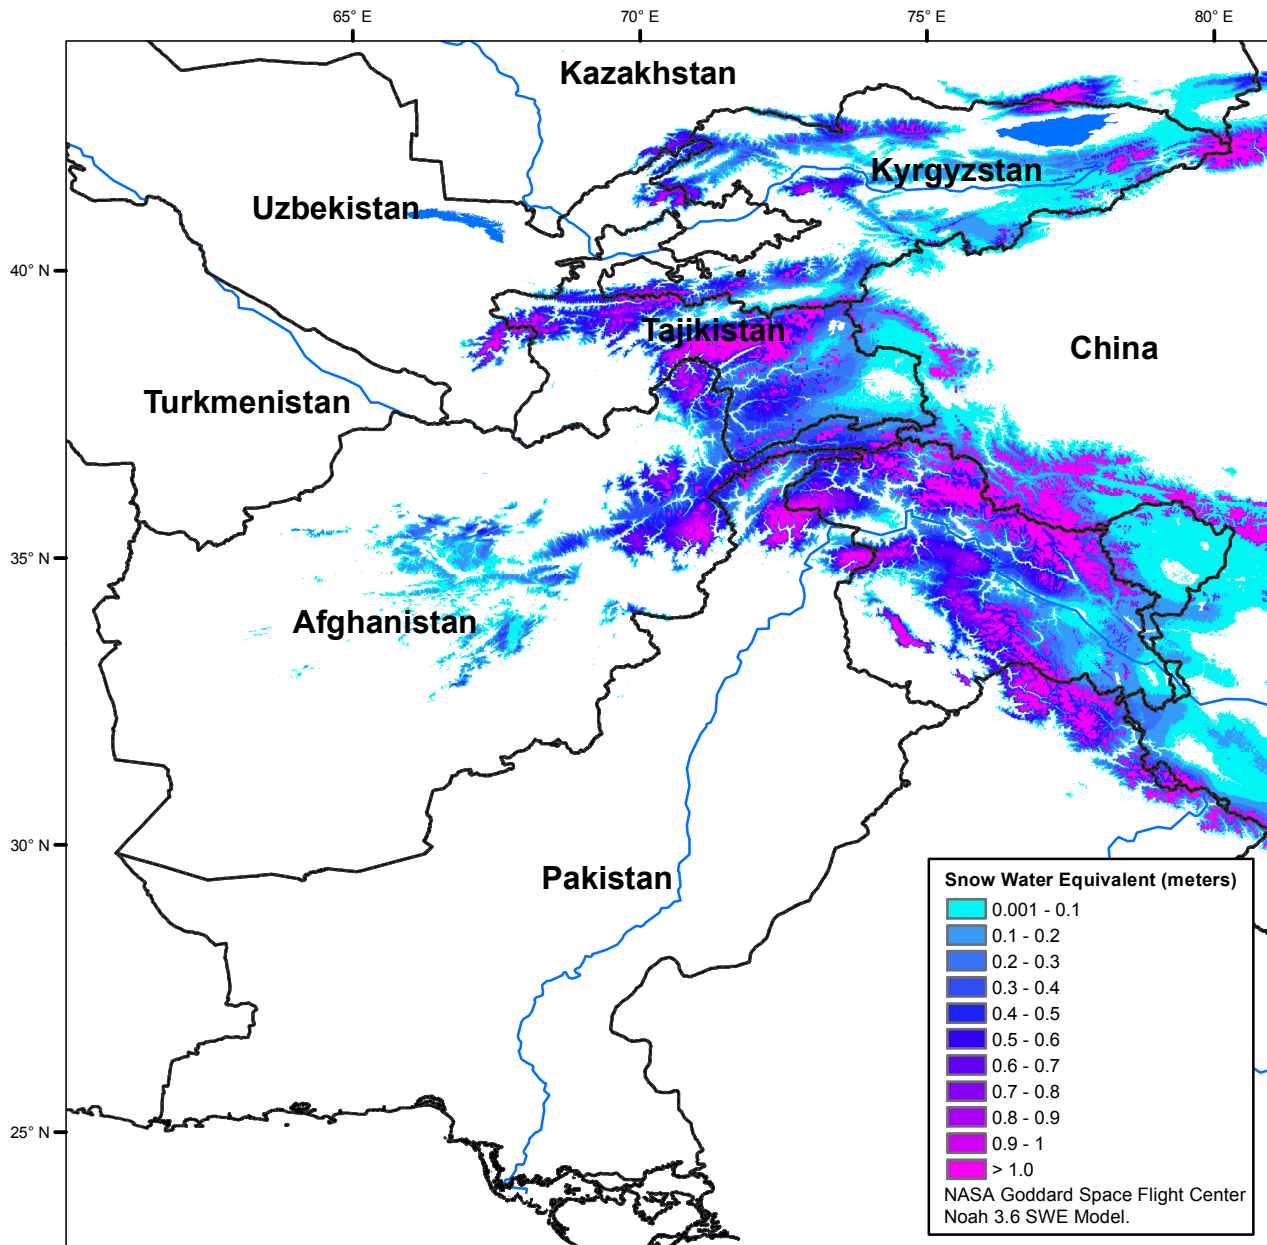 65° E
70° E
75° E
80° E
Kazakhstan
Kyrgyzstan
Uzbekistan
40° N
Tajikistan
China
Turkmenistan
35° N
Afghanistan
30° N
Pakistan
25° N
Snow Water Equivalent (meters)
0.001 - 0.1
0.1 - 0.2
0.2 - 0.3
0.3 - 0.4
0.4 - 0.5
0.5 - 0.6
0.6 - 0.7
0.7 - 0.8
0.8 - 0.9
0.9 - 1
> 1.0
NASA Goddard Space Flight Center
Noah 3.6 SWE Model.